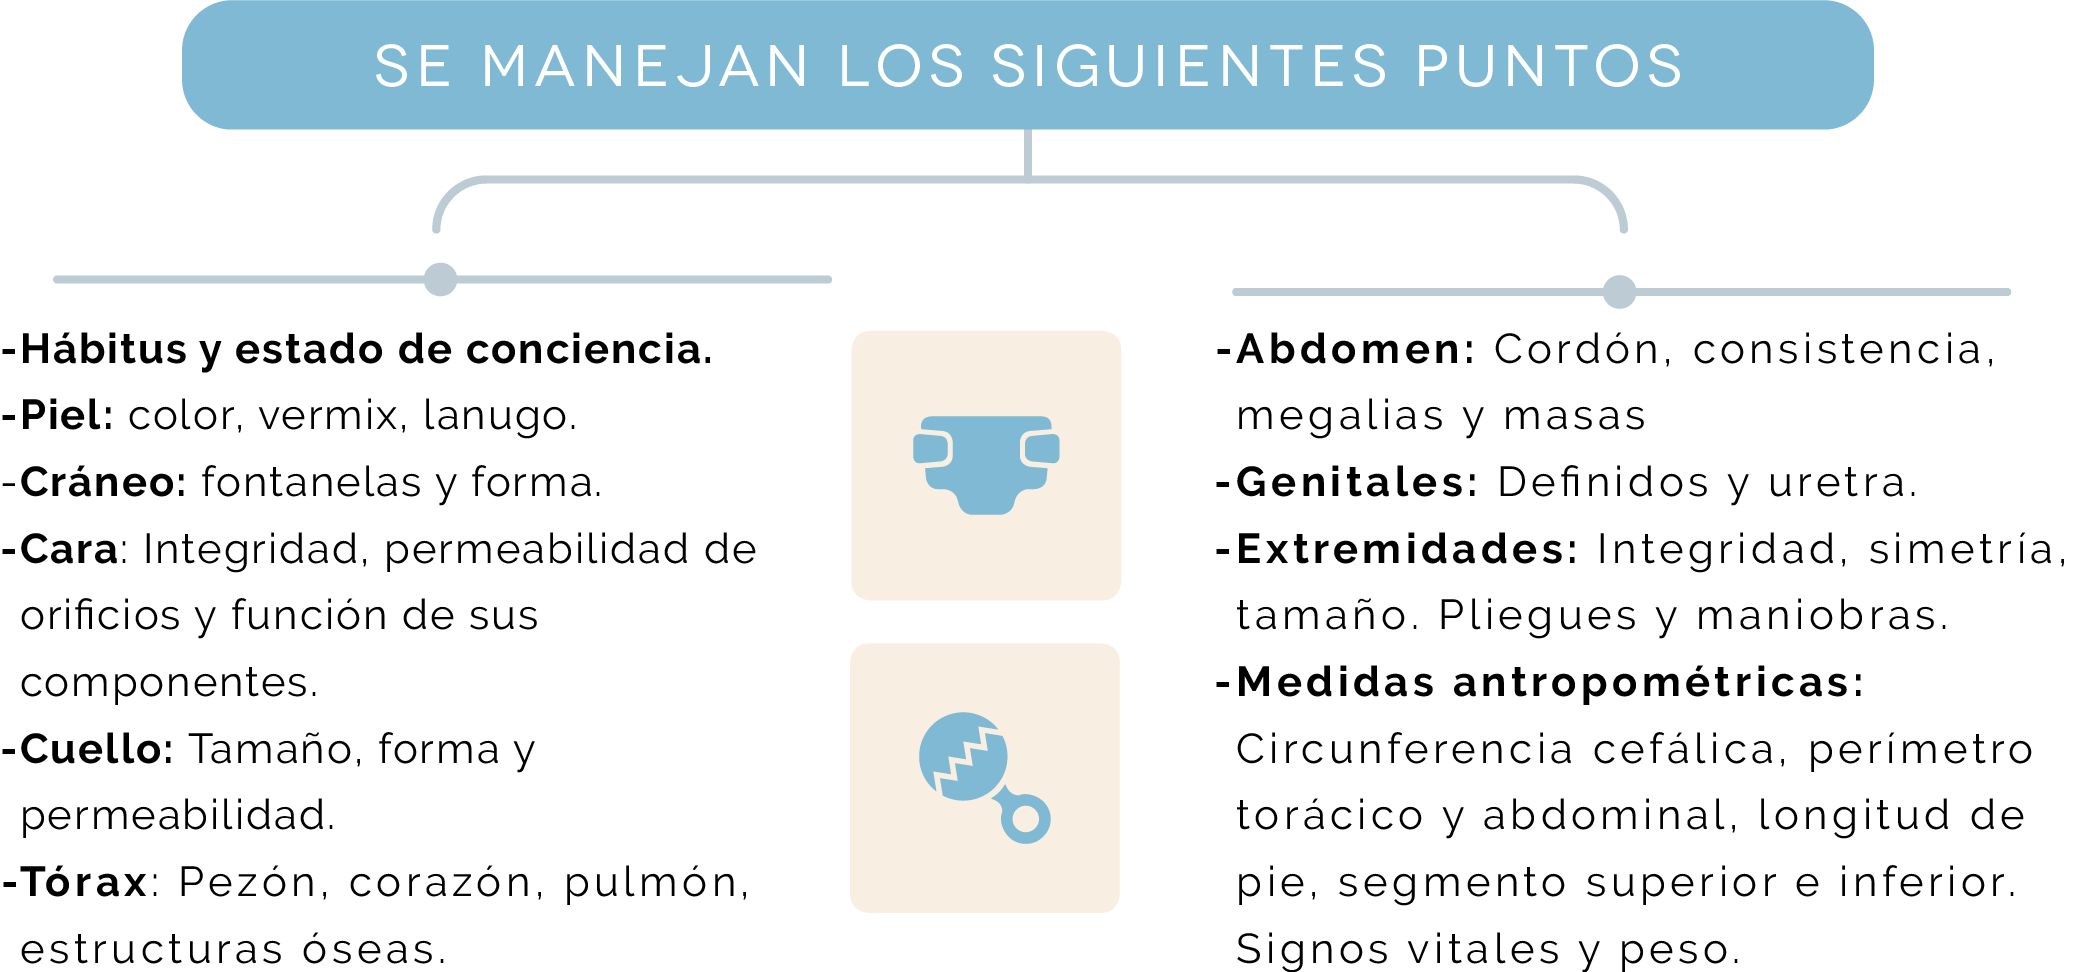 SE MANEJAN LOS SIGUIENTES PUNTOS
-Hábitus y estado de conciencia.
-Piel: color, vermix, lanugo.
-Cráneo: fontanelas y forma.
-Cara: Integridad, permeabilidad de
orificios y función de sus
componentes.
-Cuello: Tamaño, forma y
permeabilidad.
-Tórax: Pezón, corazón, pulmón,
estructuras óseas.
-Abdomen: Cordón, consistencia,
megalias y masas
-Genitales: Definidos y uretra.
-Extremidades: Integridad, simetría,
tamaño. Pliegues y maniobras.
-Medidas antropométricas:
Circunferencia cefálica, perímetro
torácico y abdominal, longitud de
pie, segmento superior e inferior.
Signos vitales y peso.